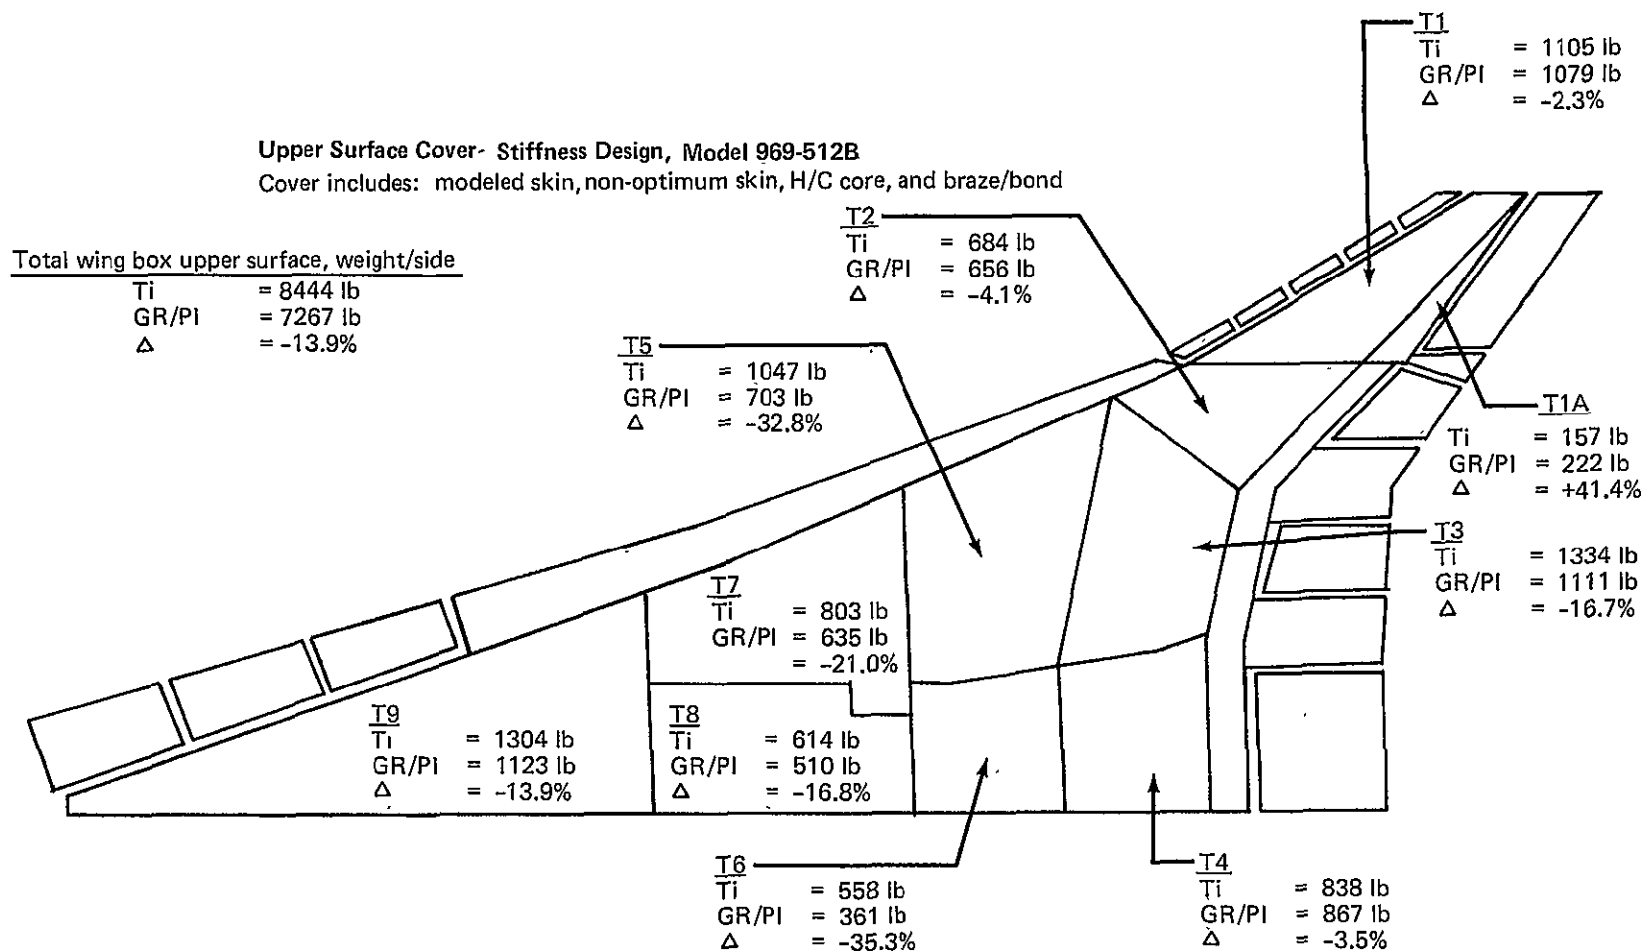 T1
Ti = 1105 lb
GR/PI = 1079 lb
Δ = -2.3%
Upper Surface Cover- Stiffness Design, Model 969-512B
Cover includes: modeled skin, non-optimum skin, H/C core, and braze/bond
Total wing box upper surface, weight/side
Ti = 8444 lb
GR/PI = 7267 lb
Δ = -13.9%
T2
Ti = 684 lb
GR/PI = 656 lb
Δ = -4.1%
T5
Ti = 1047 lb
GR/PI = 703 lb
Δ = -32.8%
T1A
Ti = 157 lb
GR/PI = 222 lb
Δ = +41.4%
T3
Ti = 1334 lb
GR/PI = 1111 lb
Δ = -16.7%
T7
Ti = 803 lb
GR/PI = 635 lb
= -21.0%
T9
Ti = 1304 lb
GR/PI = 1123 lb
Δ = -13.9%
T8
Ti = 614 lb
GR/PI = 510 lb
Δ = -16.8%
T6
Ti = 558 lb
GR/PI = 361 lb
Δ = -35.3%
T4
Ti = 838 lb
GR/PI = 867 lb
Δ = -3.5%